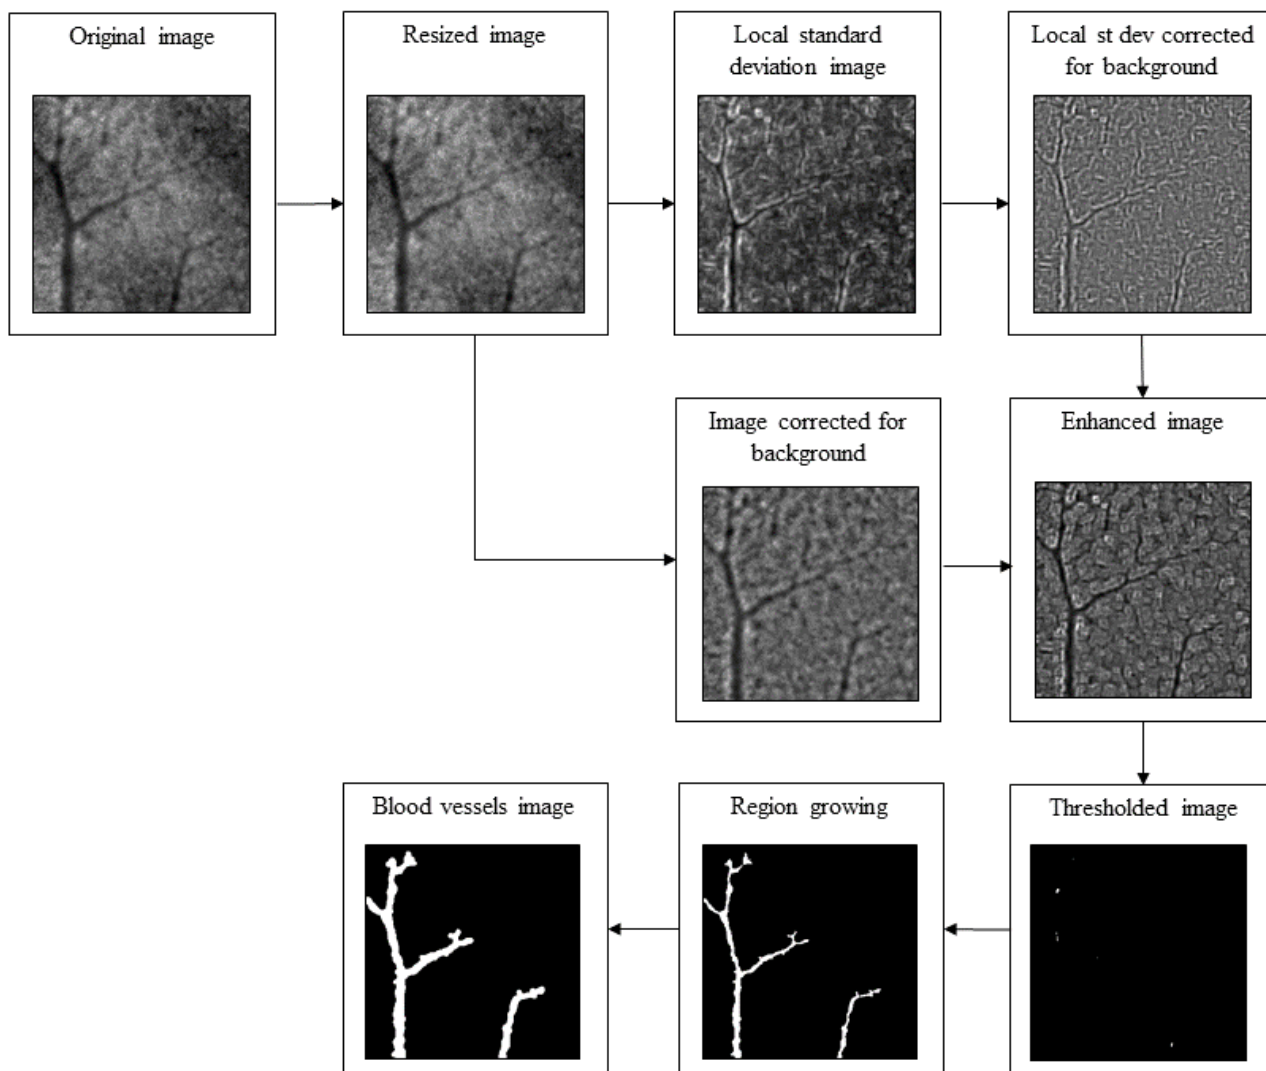 Original image
Resized image
Local standard
deviation image
Local st dev corrected
for background
Image corrected for
background
Enhanced image
Blood vessels image
Region growing
Thresholded image